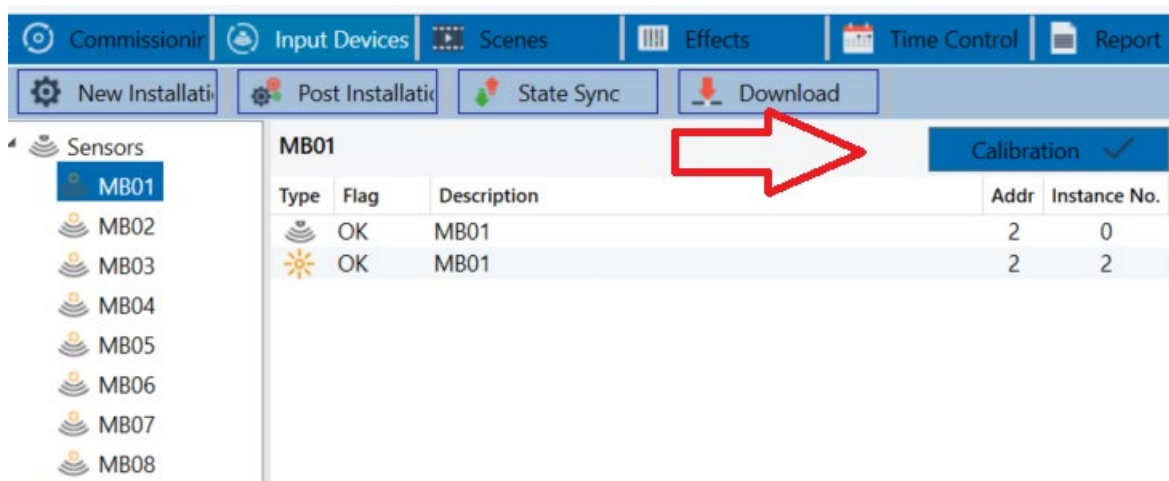 Commissionir Input Devices Scenes Effects Time Control Report
New Installati Post Installatic State Sync Download
Sensors
MB01
MB02
MB03
MB04
MB05
MB06
MB07
MB08
MB01 Calibration
Type Flag Description Addr Instance No.
OK MB01 2 0
OK MB01 2 2